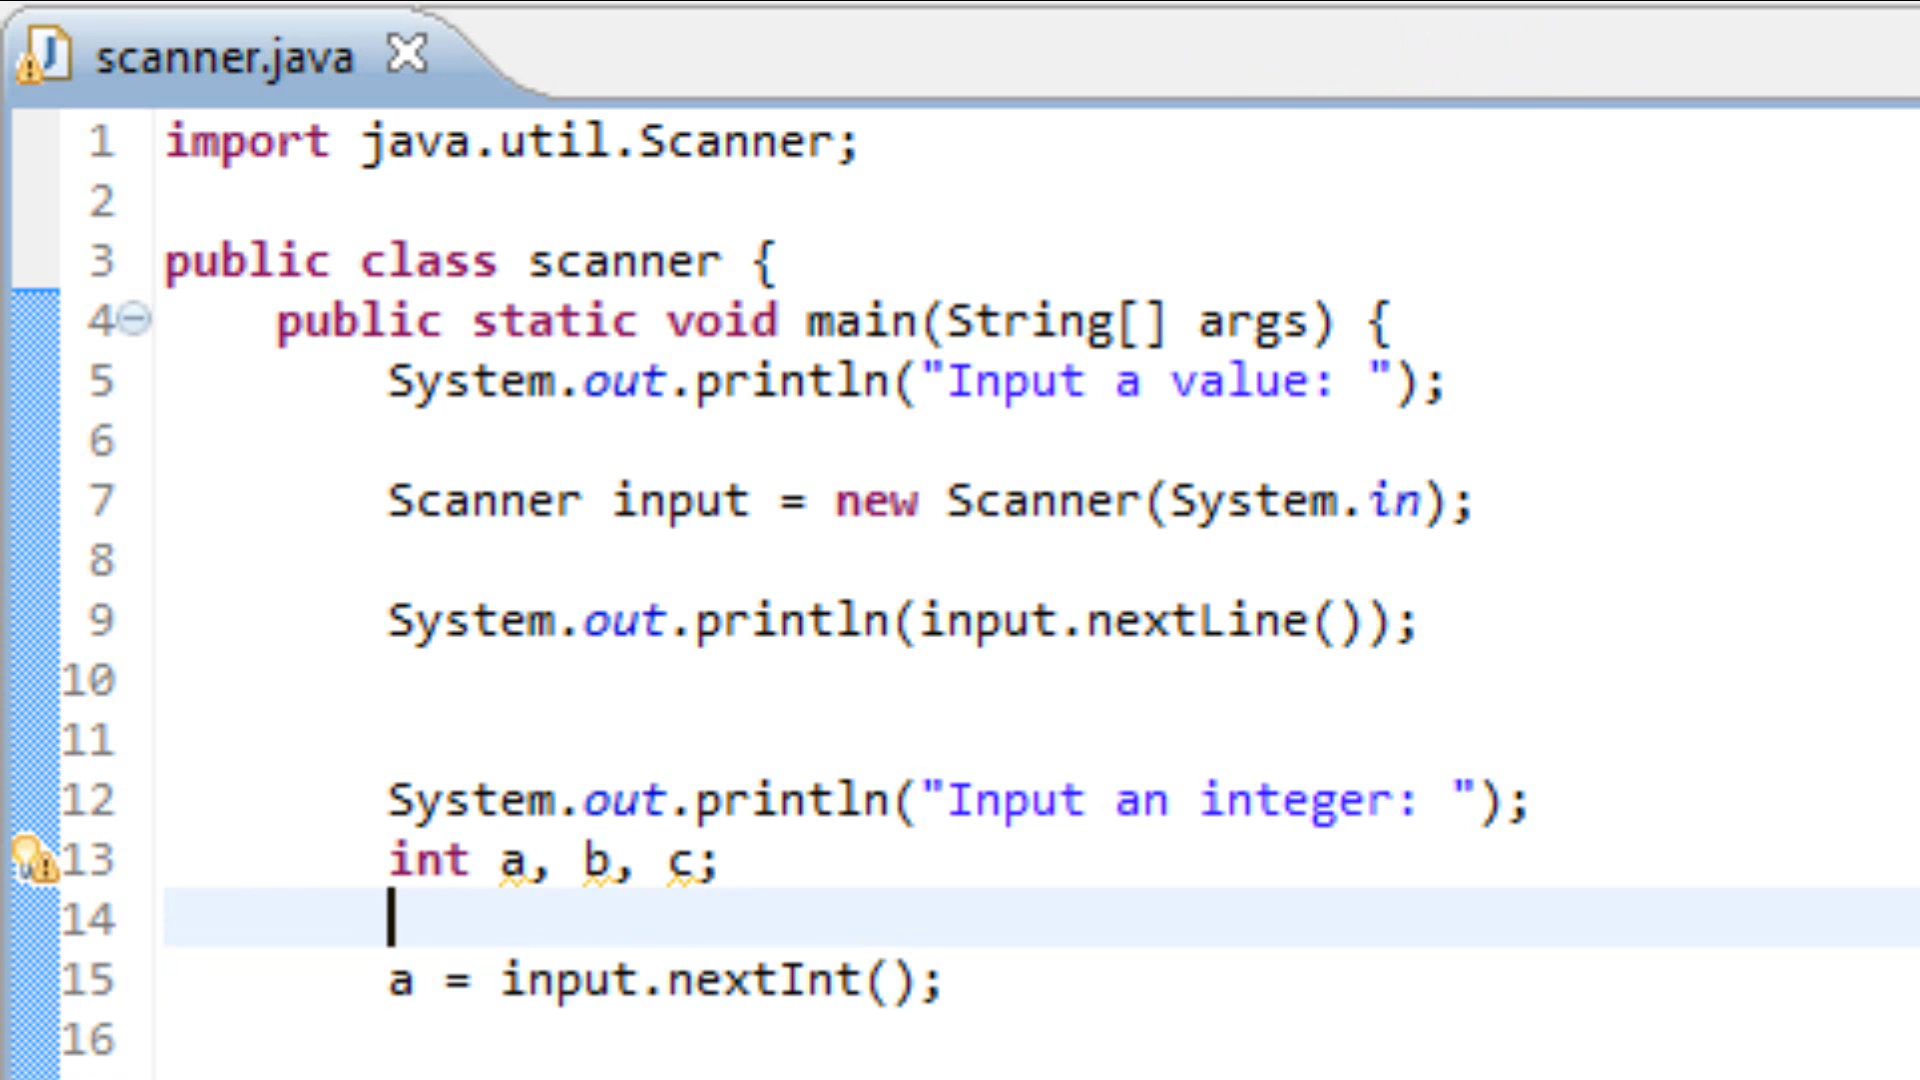 scanner.java
1 import java.util.Scanner;
2
3 public class scanner {
4 public static void main(String[] args) {
5 System.out.println("Input a value: ");
6
7 Scanner input = new Scanner(System.in);
8
9 System.out.println(input.nextLine());
10
11
12 System.out.println("Input an integer: ");
13 int a, b, c;
14
15 a = input.nextInt();
16